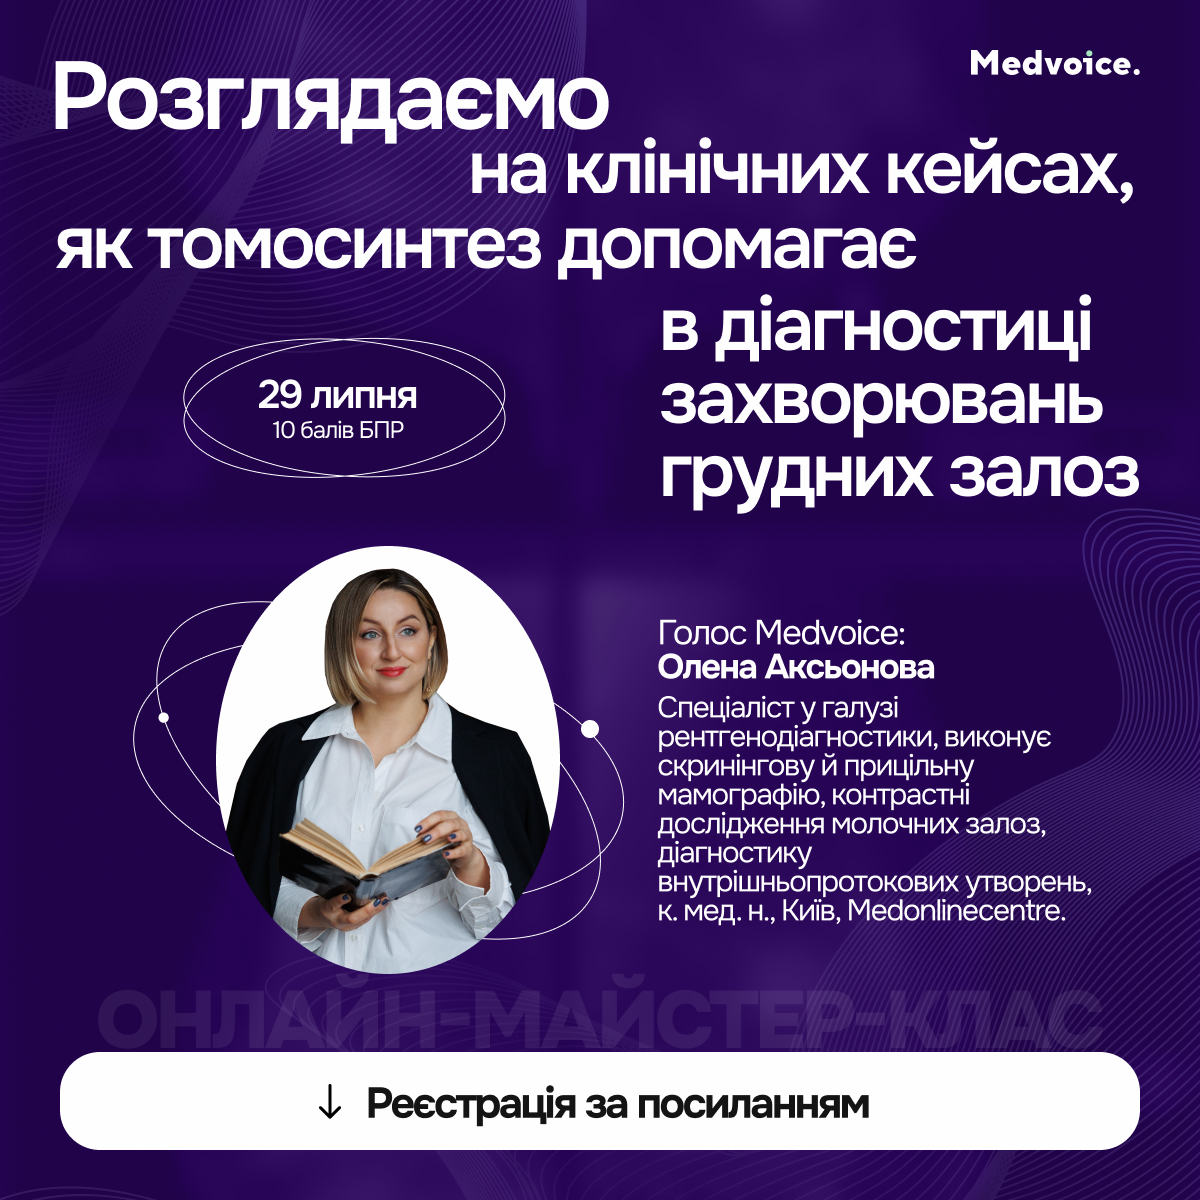 Medvoice.
Розглядаємо
на клінічних кейсах,
як томосинтез допомагає
в діагностиці
захворювань
грудних залоз
29 липня
10 балів БПР
Голос Medvoice:
Олена Аксьонова
Спеціаліст у галузі
рентгенодіагностики, виконує
скринінгову й прицільну
мамографію, контрастні
дослідження молочних залоз,
діагностику
внутрішньопротокових утворень,
к. мед. н., Київ, Medonlinecentre.
ОНЛАЙН-МАЙСТЕР-КЛАС
↓ Реєстрація за посиланням